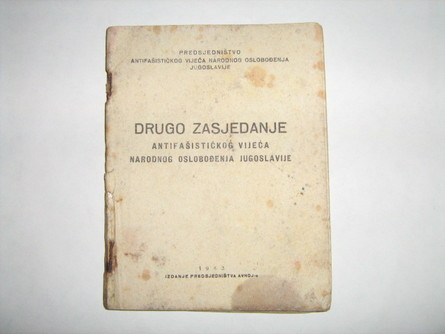 PREDSJEDNIŠTVO
ANTIFAŠISTIČKOG VIJEĆA NARODNOG OSLOBOĐENJA
JUGOSLAVIJE
DRUGO ZASJEDANJE
ANTIFAŠISTIČKOG VIJEĆA
NARODNOG OSLOBOĐENJA JUGOSLAVIJE
IZDANJE PREDSJEDNIŠTVA